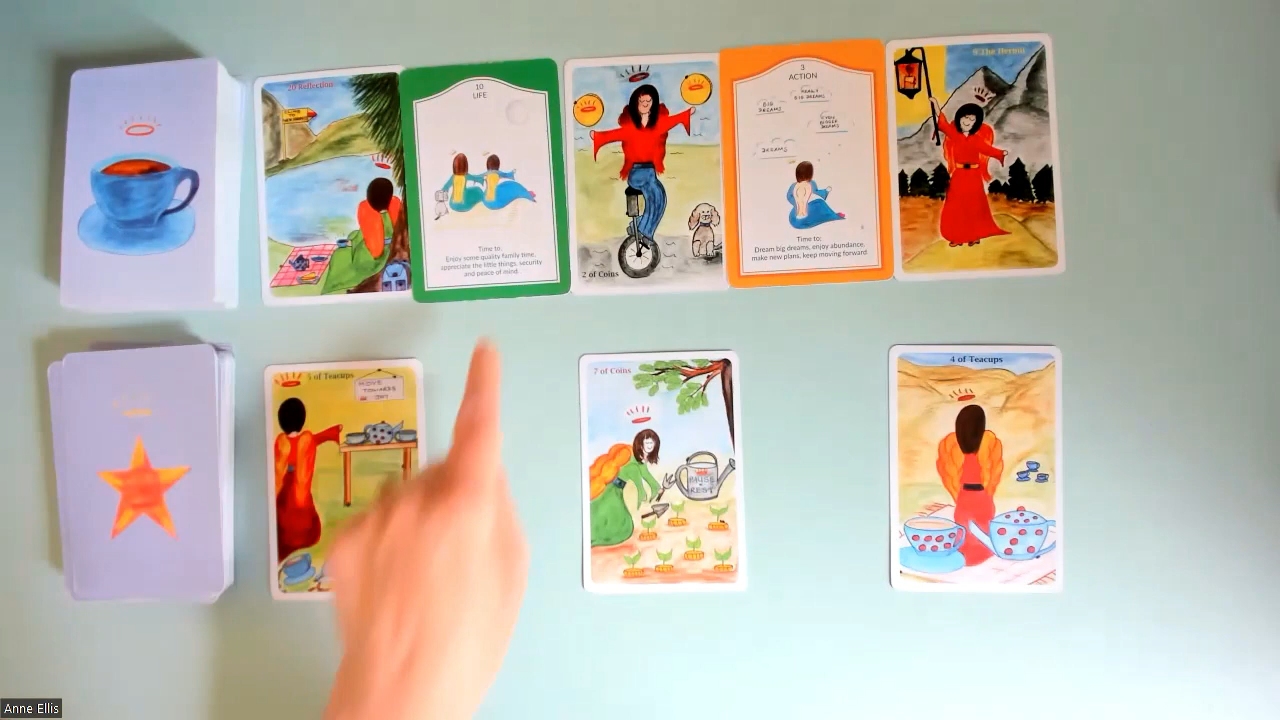 20 Reflection
10
LIFE
Time to:
Enjoy some quality family time,
appreciate the little things, security
and peace of mind.
2 of Coins
3
ACTION
BIG
DREAMS
REALLY
BIG DREAMS
EVEN
BIGGER
DREAMS
DREAMS
Time to:
Dream big dreams, enjoy abundance,
make new plans, keep moving forward.
9 The Hermit
of Teacups
MOVE
TOWARDS
JOY
7 of Coins
PAUSE
REST
4 of Teacups
Anne Ellis